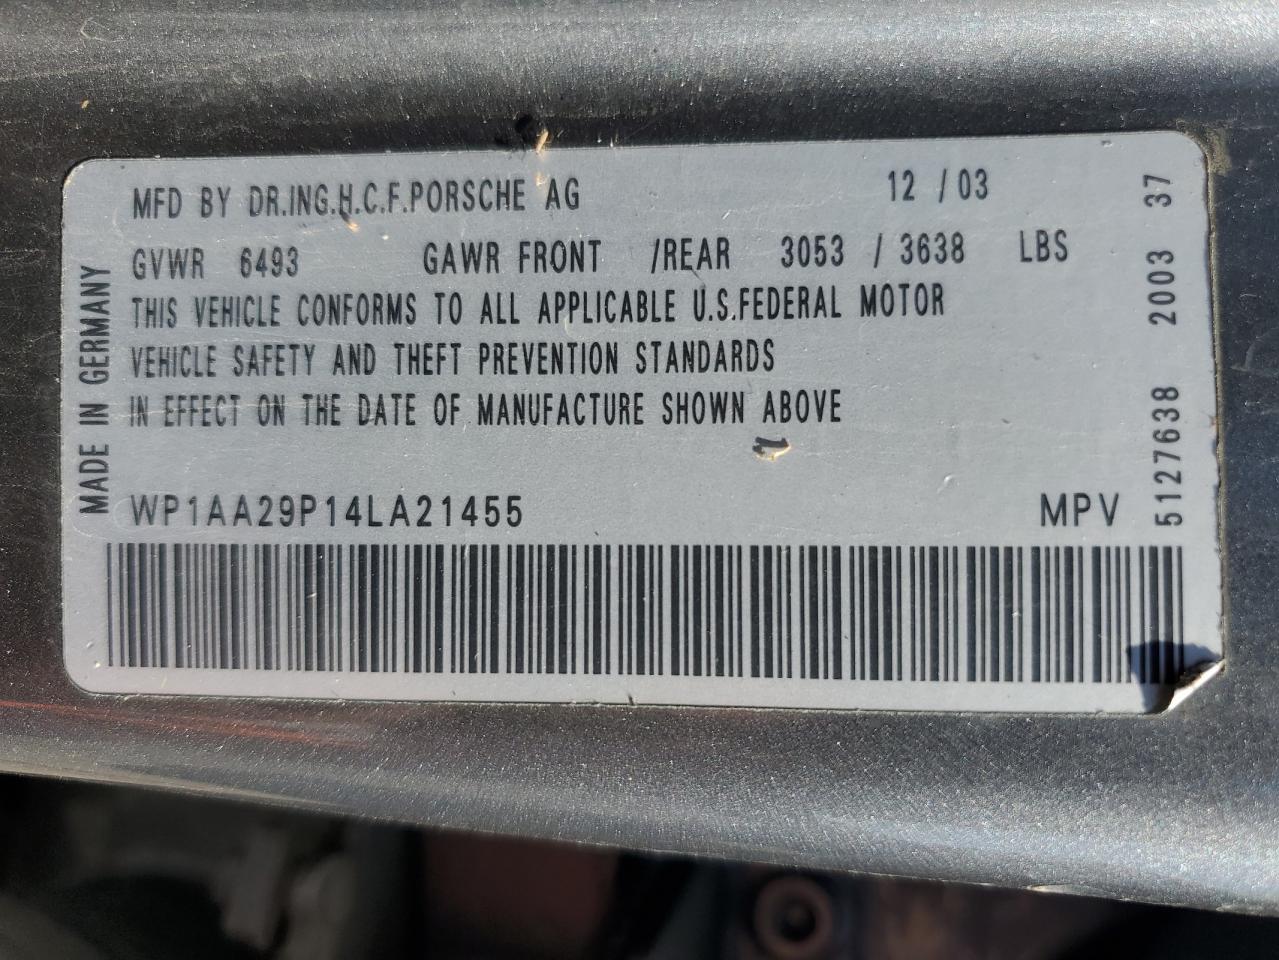 MFD BY DR.ING.H.C.F.PORSCHE AG 12 / 03
GVWR 6493 GAWR FRONT /REAR 3053 / 3638 LBS
THIS VEHICLE CONFORMS TO ALL APPLICABLE U.S.FEDERAL MOTOR
VEHICLE SAFETY AND THEFT PREVENTION STANDARDS
IN EFFECT ON THE DATE OF MANUFACTURE SHOWN ABOVE
WP1AA29P14LA21455 MPV
MADE IN GERMANY
5127638 2003 37